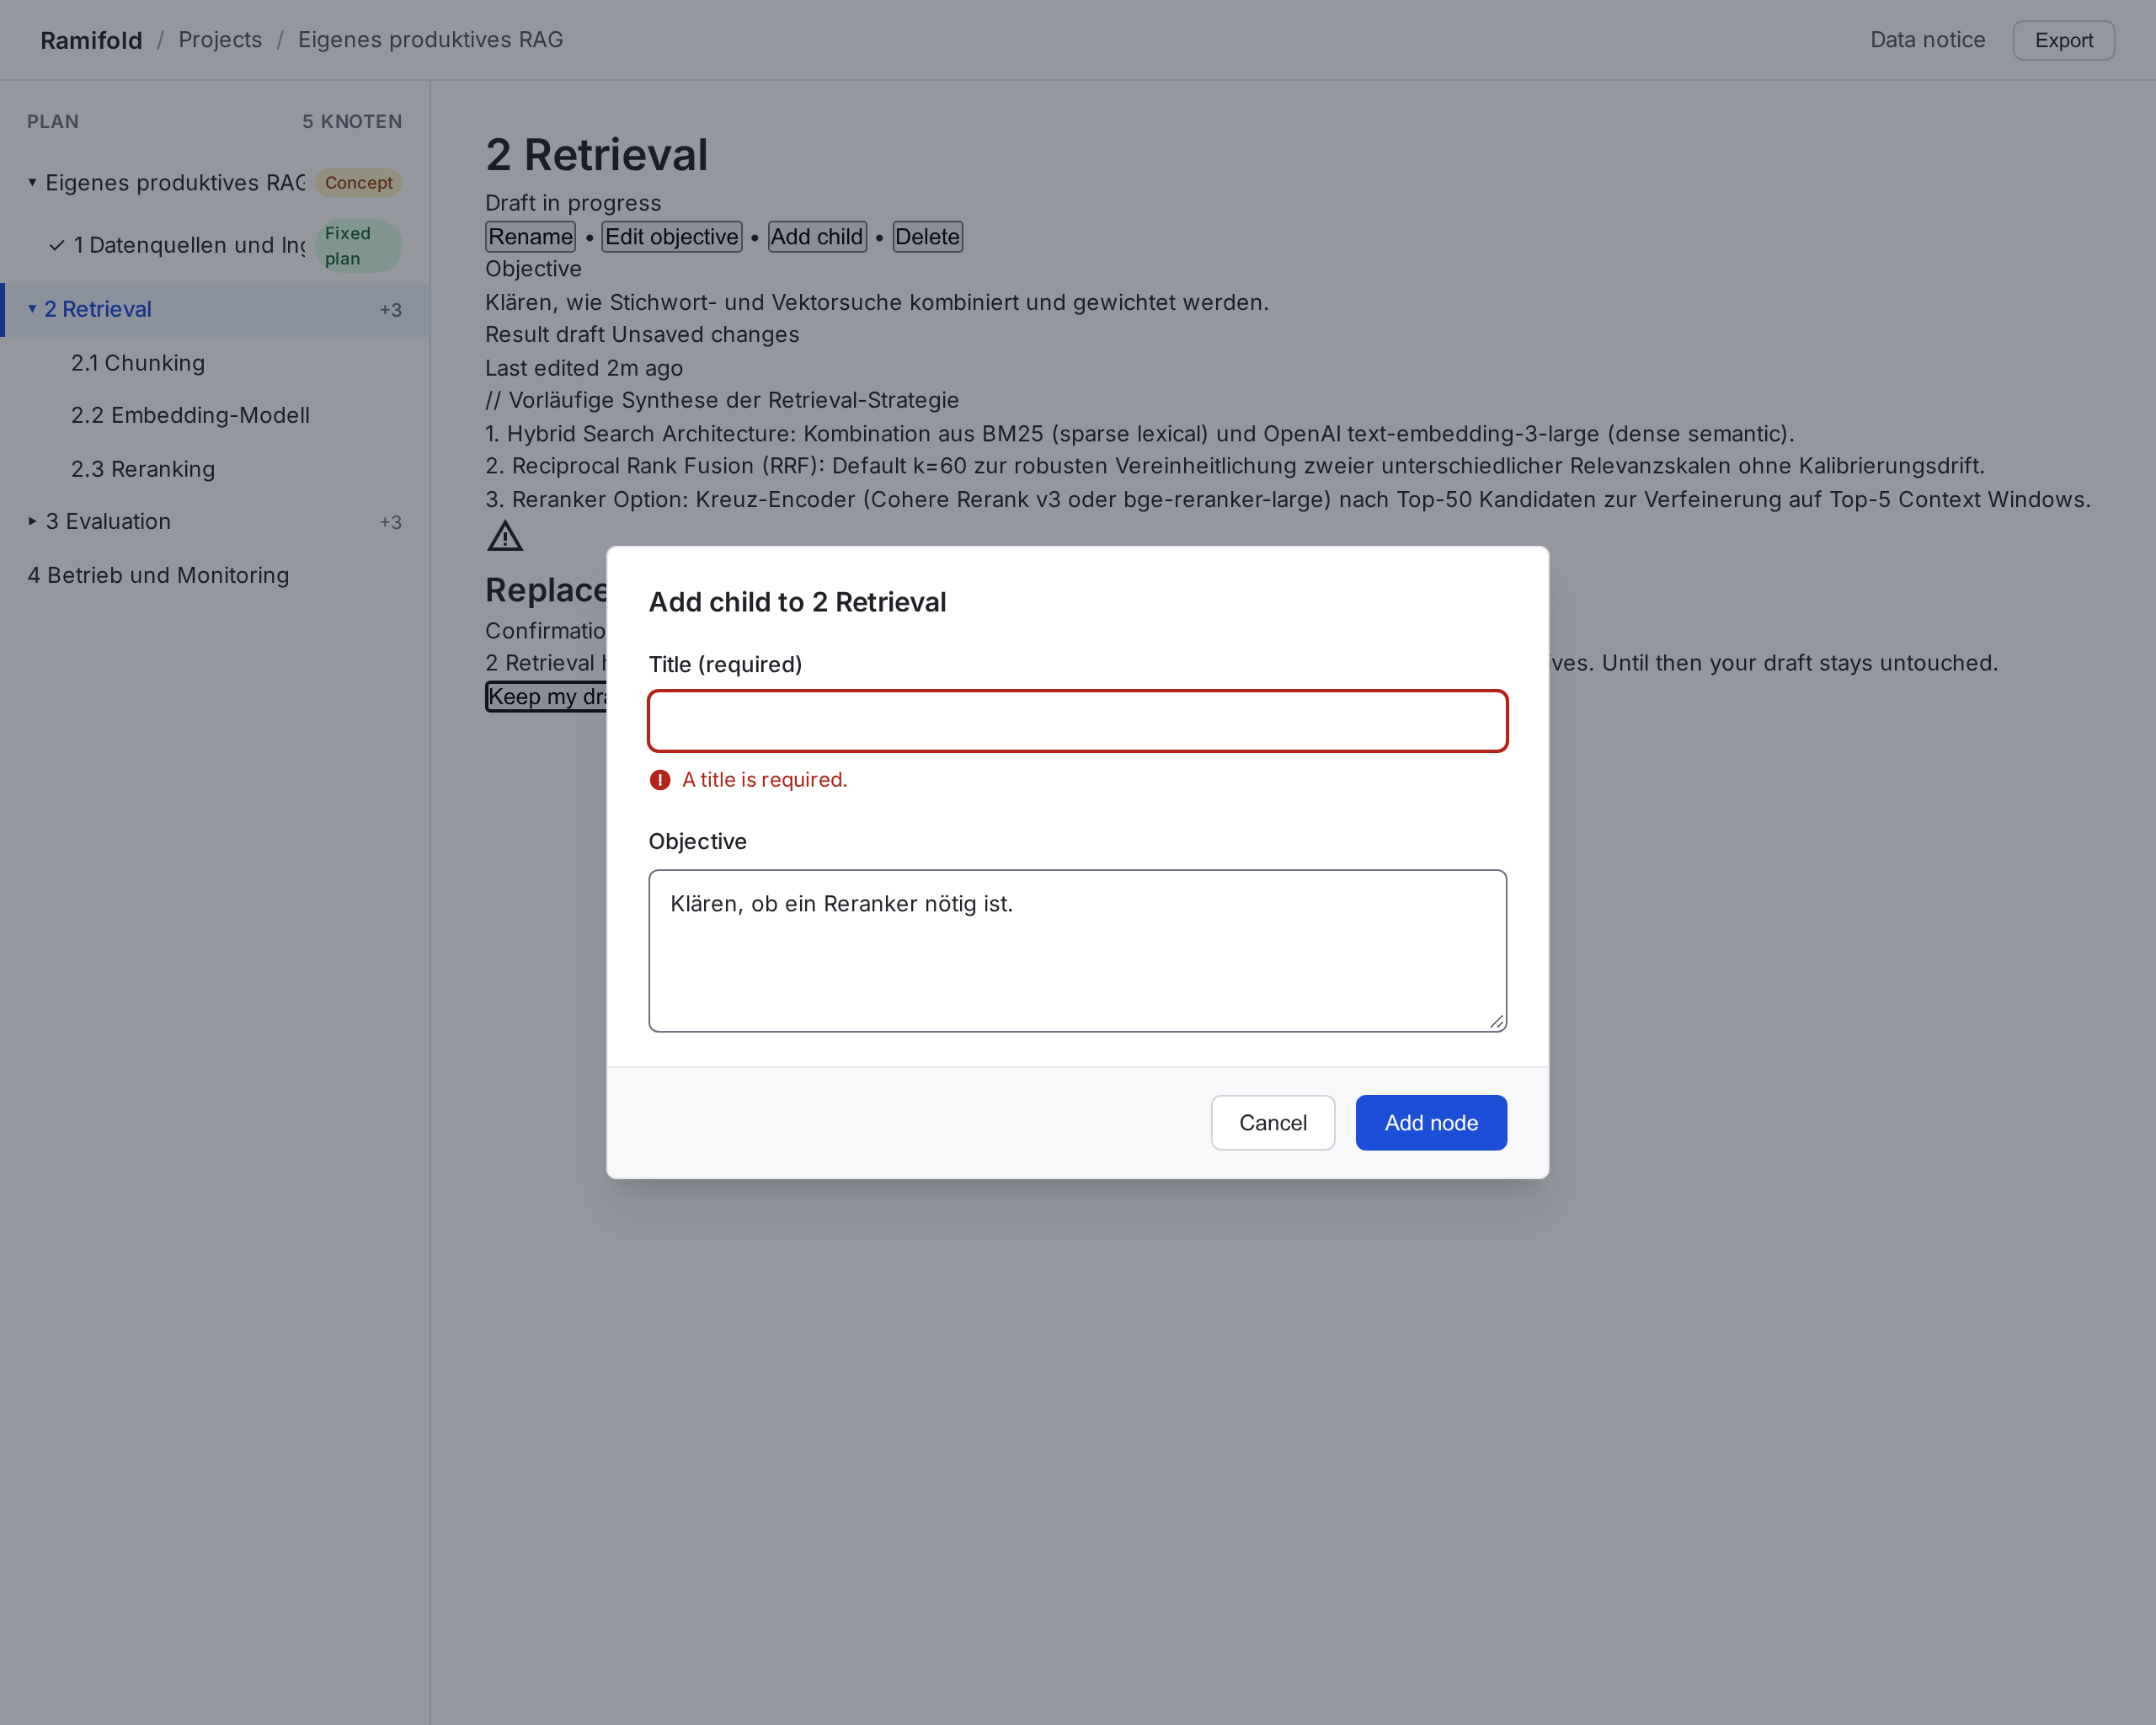 Ramifold / Projects / Eigenes produktives RAG
Data notice
Export
PLAN
5 KNOTEN
Eigenes produktives RAG
Concept
1 Datenquellen und Ing
Fixed plan
2 Retrieval
+3
2.1 Chunking
2.2 Embedding-Modell
2.3 Reranking
3 Evaluation
+3
4 Betrieb und Monitoring
2 Retrieval
Draft in progress
Rename • Edit objective • Add child • Delete
Objective
Klären, wie Stichwort- und Vektorsuche kombiniert und gewichtet werden.
Result draft Unsaved changes
Last edited 2m ago
// Vorläufige Synthese der Retrieval-Strategie
1. Hybrid Search Architecture: Kombination aus BM25 (sparse lexical) und OpenAI text-embedding-3-large (dense semantic).
2. Reciprocal Rank Fusion (RRF): Default k=60 zur robusten Vereinheitlichung zweier unterschiedlicher Relevanzskalen ohne Kalibrierungsdrift.
3. Reranker Option: Kreuz-Encoder (Cohere Rerank v3 oder bge-reranker-large) nach Top-50 Kandidaten zur Verfeinerung auf Top-5 Context Windows.
Replace
Confirmatio
2 Retrieval
ves. Until then your draft stays untouched.
Keep my dra
Add child to 2 Retrieval
Title (required)
A title is required.
Objective
Klären, ob ein Reranker nötig ist.
Cancel
Add node